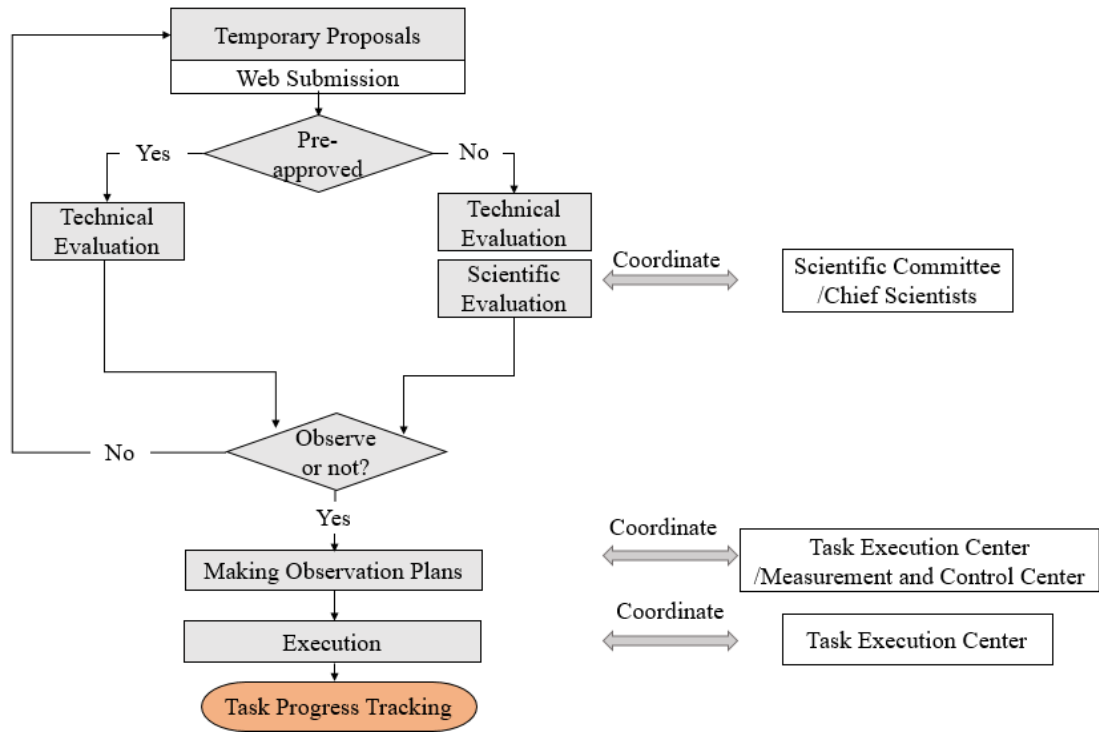 Temporary Proposals
Web Submission
Pre-
approved
Yes
No
Technical
Evaluation
Technical
Evaluation
Scientific
Evaluation
Coordinate
Scientific Committee
/Chief Scientists
Observe
or not?
No
Yes
Making Observation Plans
Coordinate
Task Execution Center
/Measurement and Control Center
Execution
Coordinate
Task Execution Center
Task Progress Tracking